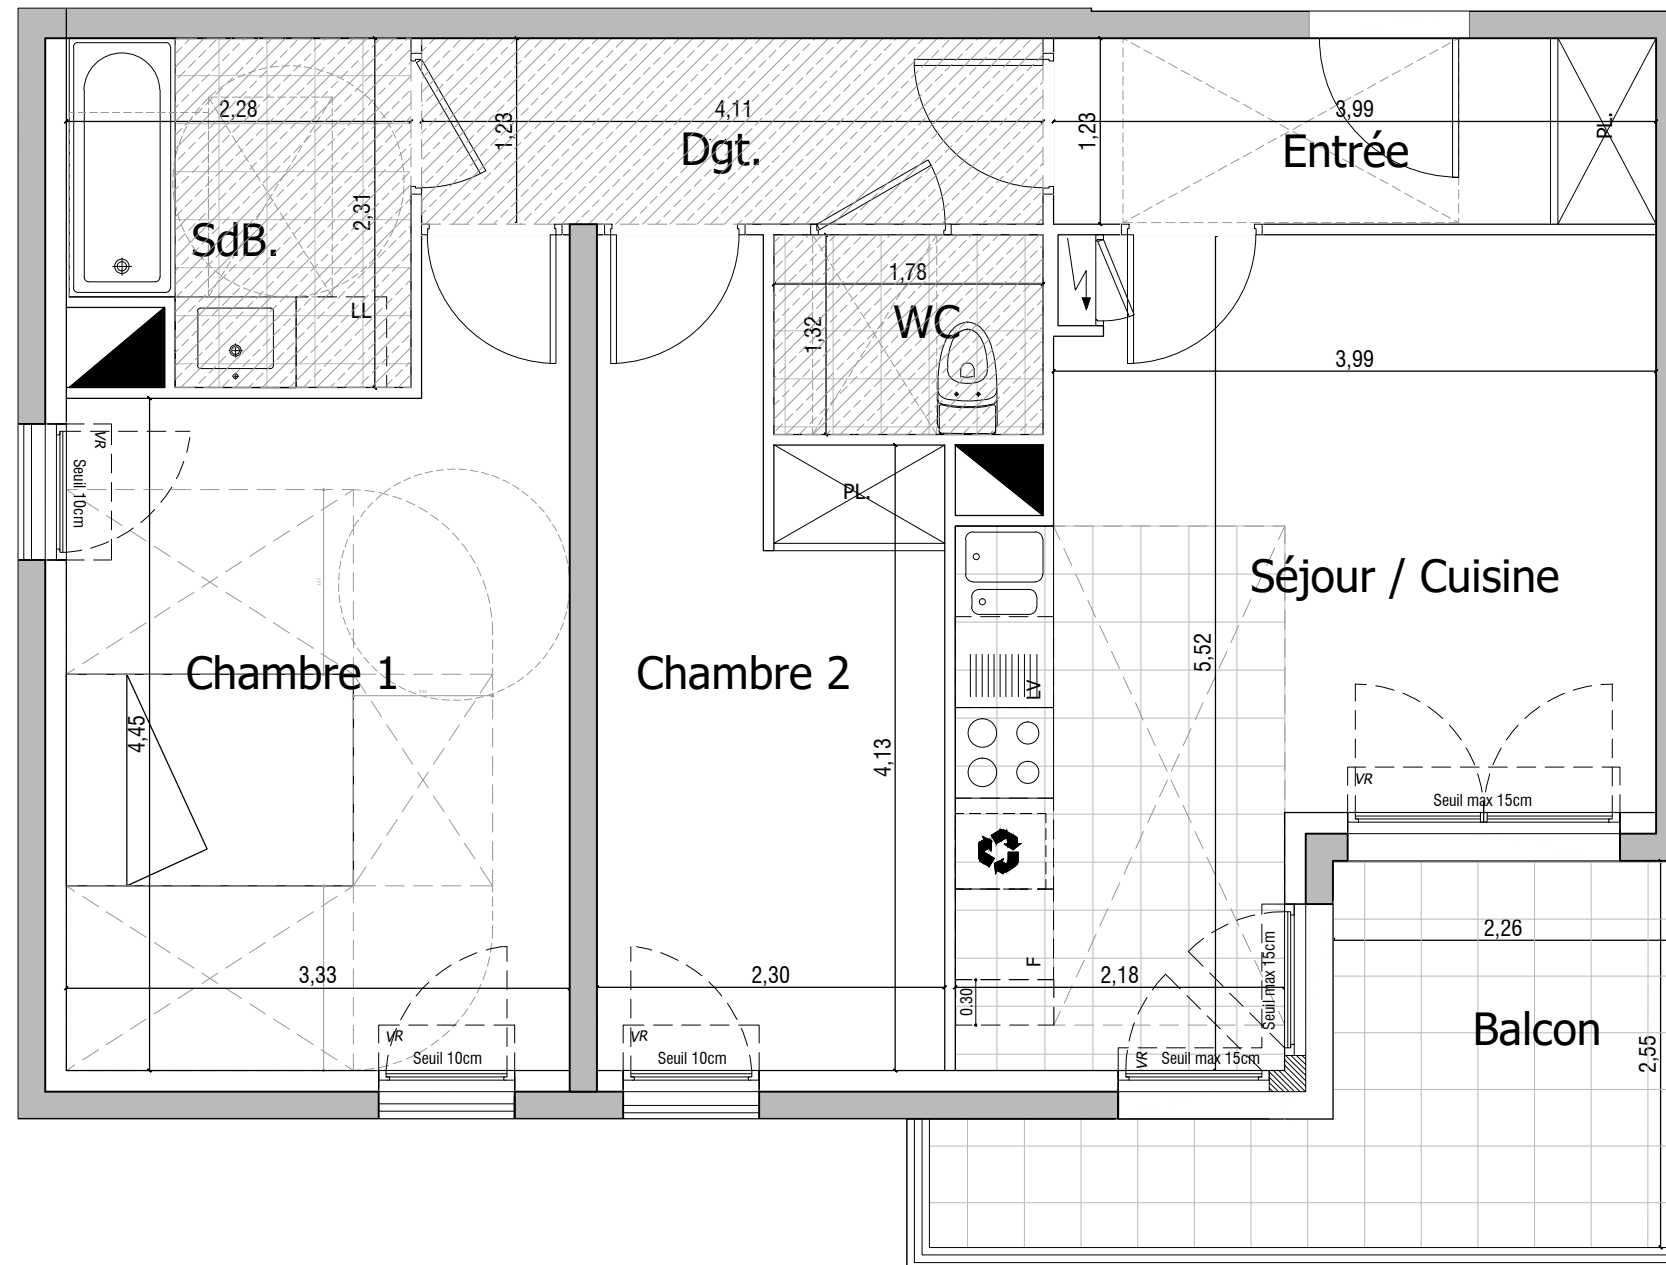 2,28
4,11
3,99
1,23
1,23
Dgt.
Entrée
PL.
2,31
SdB.
1,78
LL
WC
1,32
3,99
VR
Seuil 10cm
PL.
Séjour / Cuisine
5,52
Chambre 1
Chambre 2
LV
4,45
4,13
VR
Seuil max 15cm
2,26
F
Seuil max 15cm
3,33
2,30
2,18
0.30
Balcon
VR
Seuil 10cm
VR
Seuil 10cm
VR
Seuil max 15cm
2,55